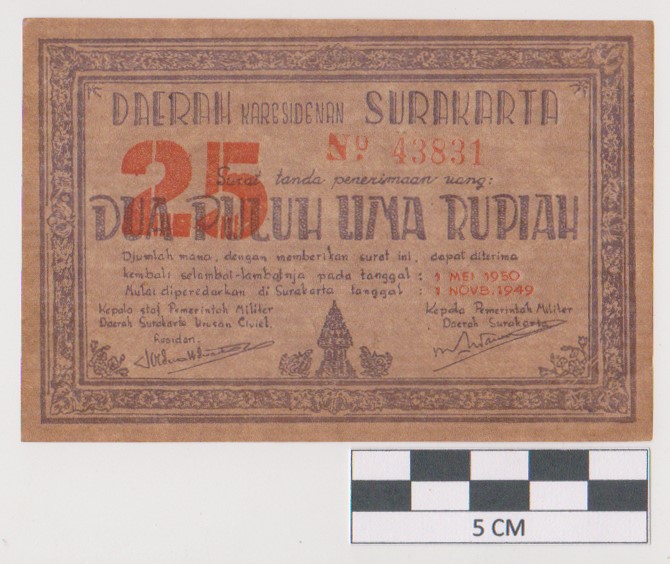 DAERAH KARESIDENAN SURAKARTA
25
Nº 43831
Surat tanda penerimaan uang:
DUA PULUH LIMA RUPIAH
Djumlah mana, dengan memberikan surat ini, dapat diterima
kembali selambat-lambatnja pada tanggal : 1 MEI 1950
Mulai diperedarkan di Surakarta tanggal : 1 NOVB. 1949
Kepala staf Pemerintah Militer
Daerah Surakarta Urusan Civiel,
Residen.
Kepala Pemerintah Militer
Daerah Surakarta
5 CM